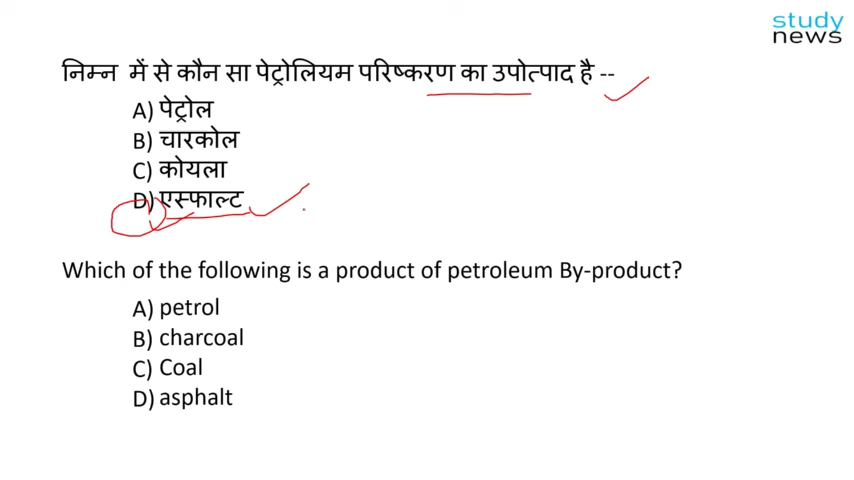 study
news
निम्न में से कौन सा पेट्रोलियम परिष्करण का उपोत्पाद है --
A) पेट्रोल
B) चारकोल
C) कोयला
D) एस्फाल्ट
Which of the following is a product of petroleum By-product?
A) petrol
B) charcoal
C) Coal
D) asphalt